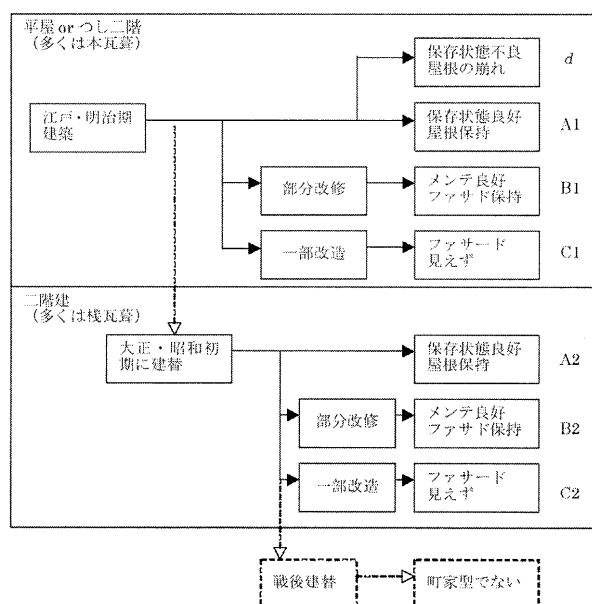 平屋 or つし二階
(多くは本瓦葺)
保存状態不良
屋根の崩れ
d
江戸・明治期
建築
保存状態良好
屋根保持
A1
部分改修
メンテ良好
ファサド保持
B1
一部改造
ファサード
見えず
C1
二階建
(多くは桟瓦葺)
大正・昭和初
期に建替
保存状態良好
屋根保持
A2
部分改修
メンテ良好
ファサド保持
B2
一部改造
ファサード
見えず
C2
戦後建替
町家型でない